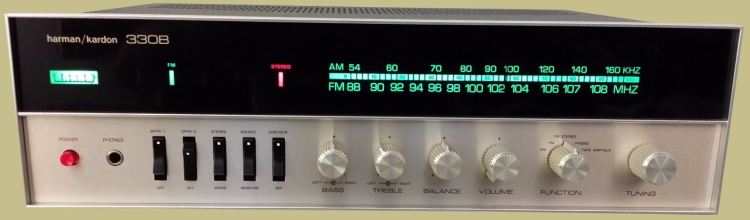 harman/kardon 330B
FM
STEREO
AM 54 60 70 80 90 100 120 140 160 KHZ
FM 88 90 92 94 96 98 100 102 104 106 107 108 MHZ
POWER
PHONES
BASS
TREBLE
BALANCE
VOLUME
FUNCTION
TUNING